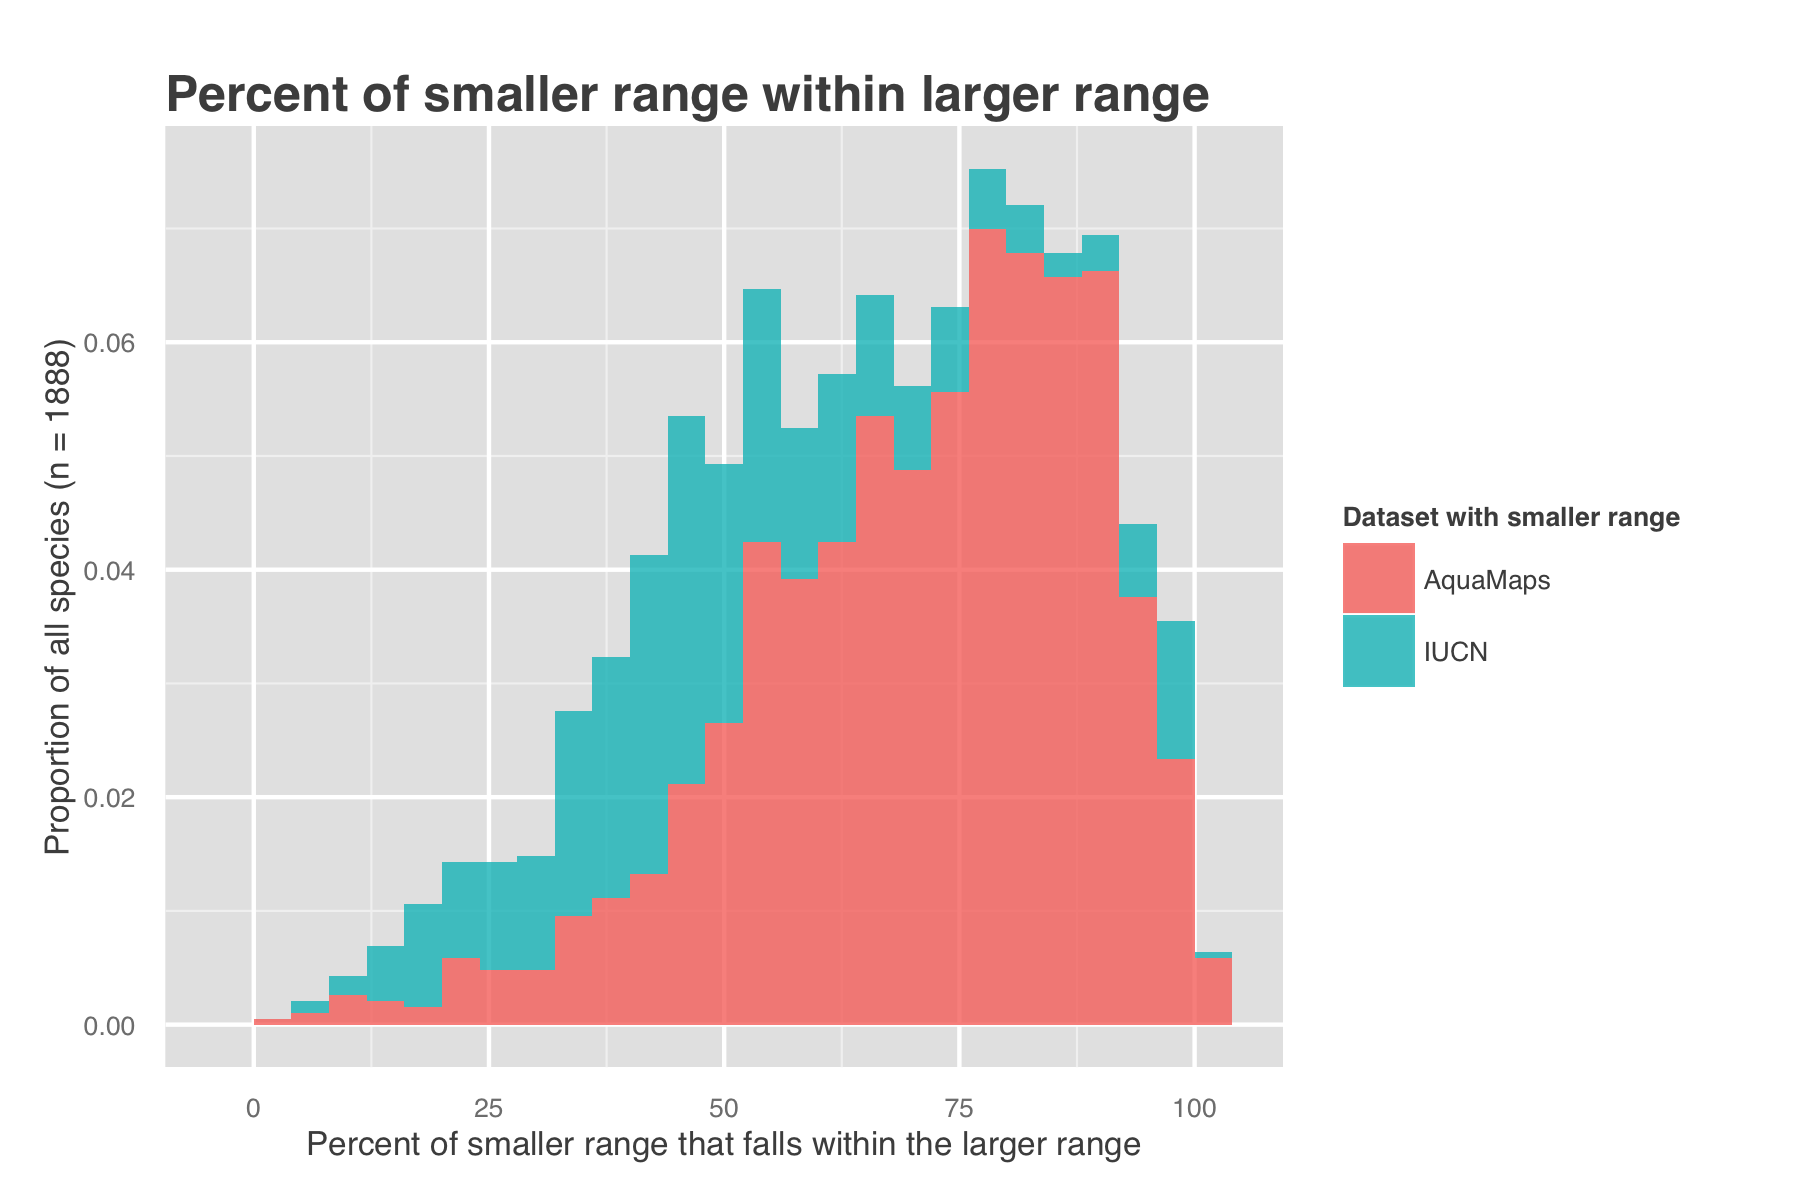 Percent of smaller range within larger range
Proportion of all species (n = 1888)
0.06
0.04
0.02
0.00
0 25 50 75 100
Percent of smaller range that falls within the larger range
Dataset with smaller range
AquaMaps
IUCN